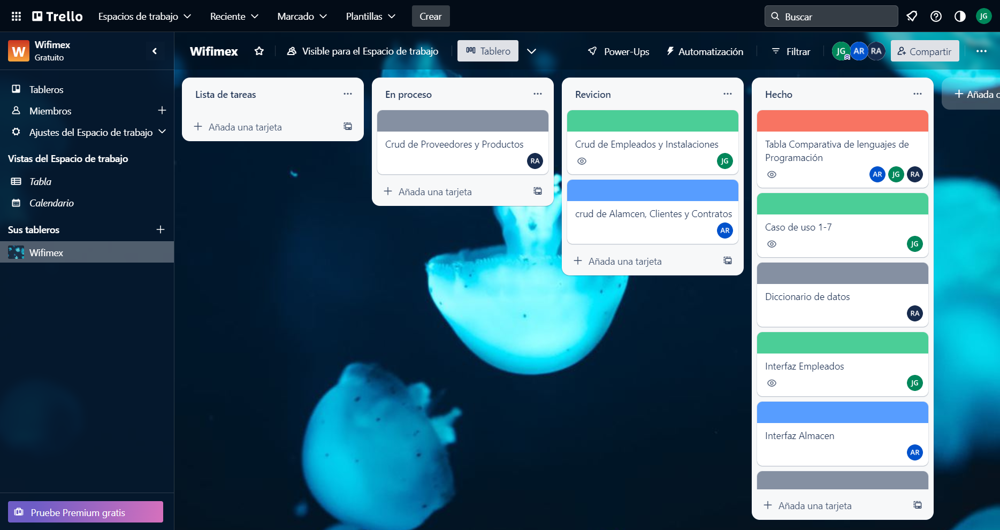 Trello
Espacios de trabajo
Reciente
Marcado
Plantillas
Crear
Buscar
JG
W
Wifimex
Gratuito
Wifimex
Visible para el Espacio de trabajo
Tablero
Power-Ups
Automatización
Filtrar
JG
AR
RA
Compartir
Tableros
Miembros
Ajustes del Espacio de trabajo
Vistas del Espacio de trabajo
Tabla
Calendario
Sus tableros
Wifimex
Pruebe Premium gratis
Lista de tareas
Añada una tarjeta
En proceso
Crud de Proveedores y Productos
RA
Añada una tarjeta
Revicion
Crud de Empleados y Instalaciones
JG
crud de Alamcen, Clientes y Contratos
AR
Añada una tarjeta
Hecho
Tabla Comparativa de lenguajes de
Programación
AR
JG
RA
Caso de uso 1-7
JG
Diccionario de datos
RA
Interfaz Empleados
JG
Interfaz Almacen
AR
Añada una tarjeta
Añada